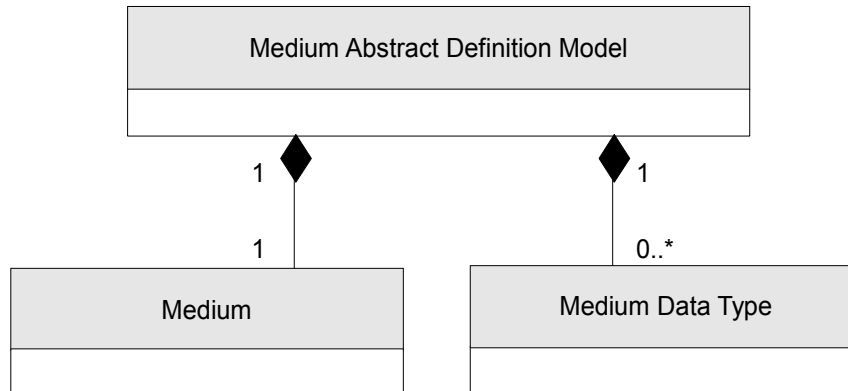 Medium Abstract Definition Model
1
1
1
0..*
Medium
Medium Data Type